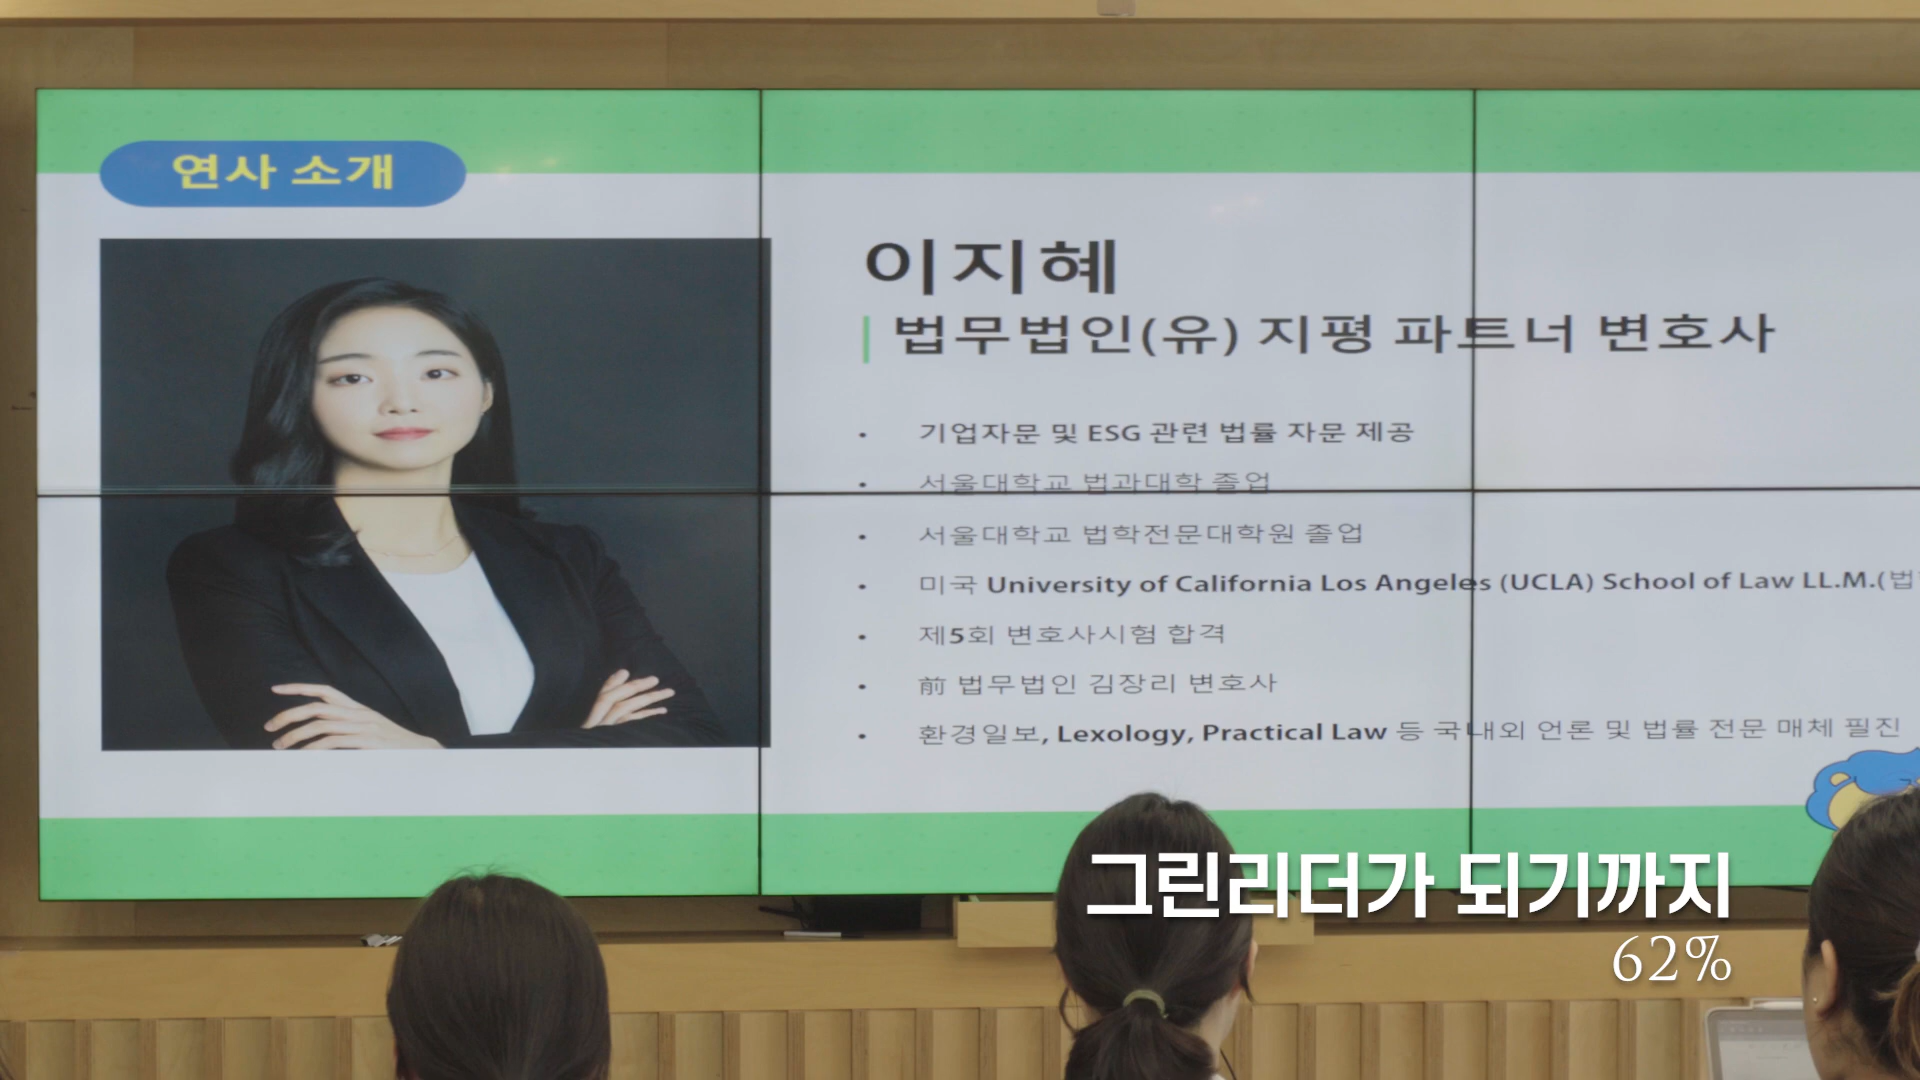 연사 소개
이지혜
법무법인(유) 지평 파트너 변호사
• 기업자문 및 ESG 관련 법률 자문 제공
• 서울대학교 법과대학 졸업
• 서울대학교 법학전문대학원 졸업
• 미국 University of California Los Angeles (UCLA) School of Law LL.M.(법
• 제5회 변호사시험 합격
• 前 법무법인 김장리 변호사
• 환경일보, Lexology, Practical Law 등 국내외 언론 및 법률 전문 매체 필진
그린리더가 되기까지
62%